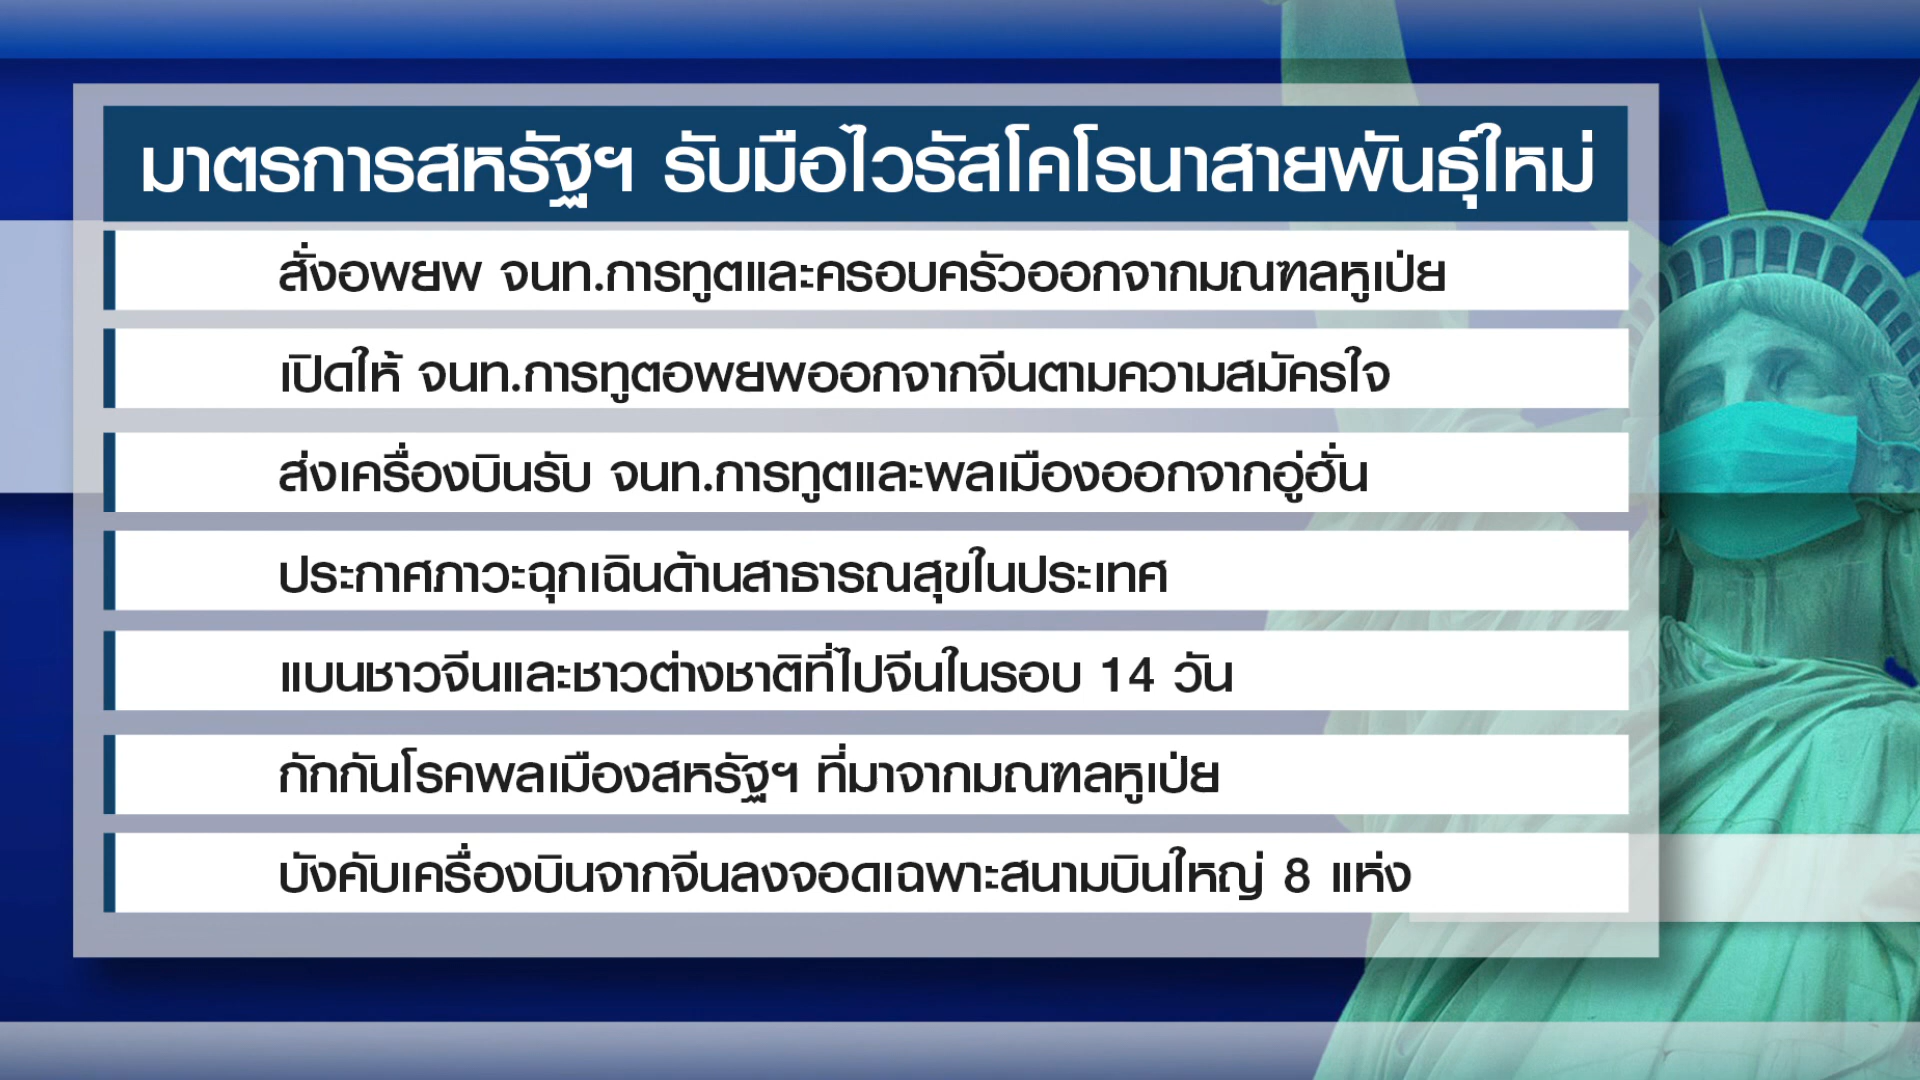 มาตรการสหรัฐฯ รับมือไวรัสโคโรนาสายพันธุ์ใหม่
สั่งอพยพ จนท.การทูตและครอบครัวออกจากมณฑลหูเป่ย
เปิดให้ จนท.การทูตอพยพออกจากจีนตามความสมัครใจ
ส่งเครื่องบินรับ จนท.การทูตและพลเมืองออกจากอู่ฮั่น
ประกาศภาวะฉุกเฉินด้านสาธารณสุขในประเทศ
แบนชาวจีนและชาวต่างชาติที่ไปจีนในรอบ 14 วัน
กักกันโรคพลเมืองสหรัฐฯ ที่มาจากมณฑลหูเป่ย
บังคับเครื่องบินจากจีนลงจอดเฉพาะสนามบินใหญ่ 8 แห่ง